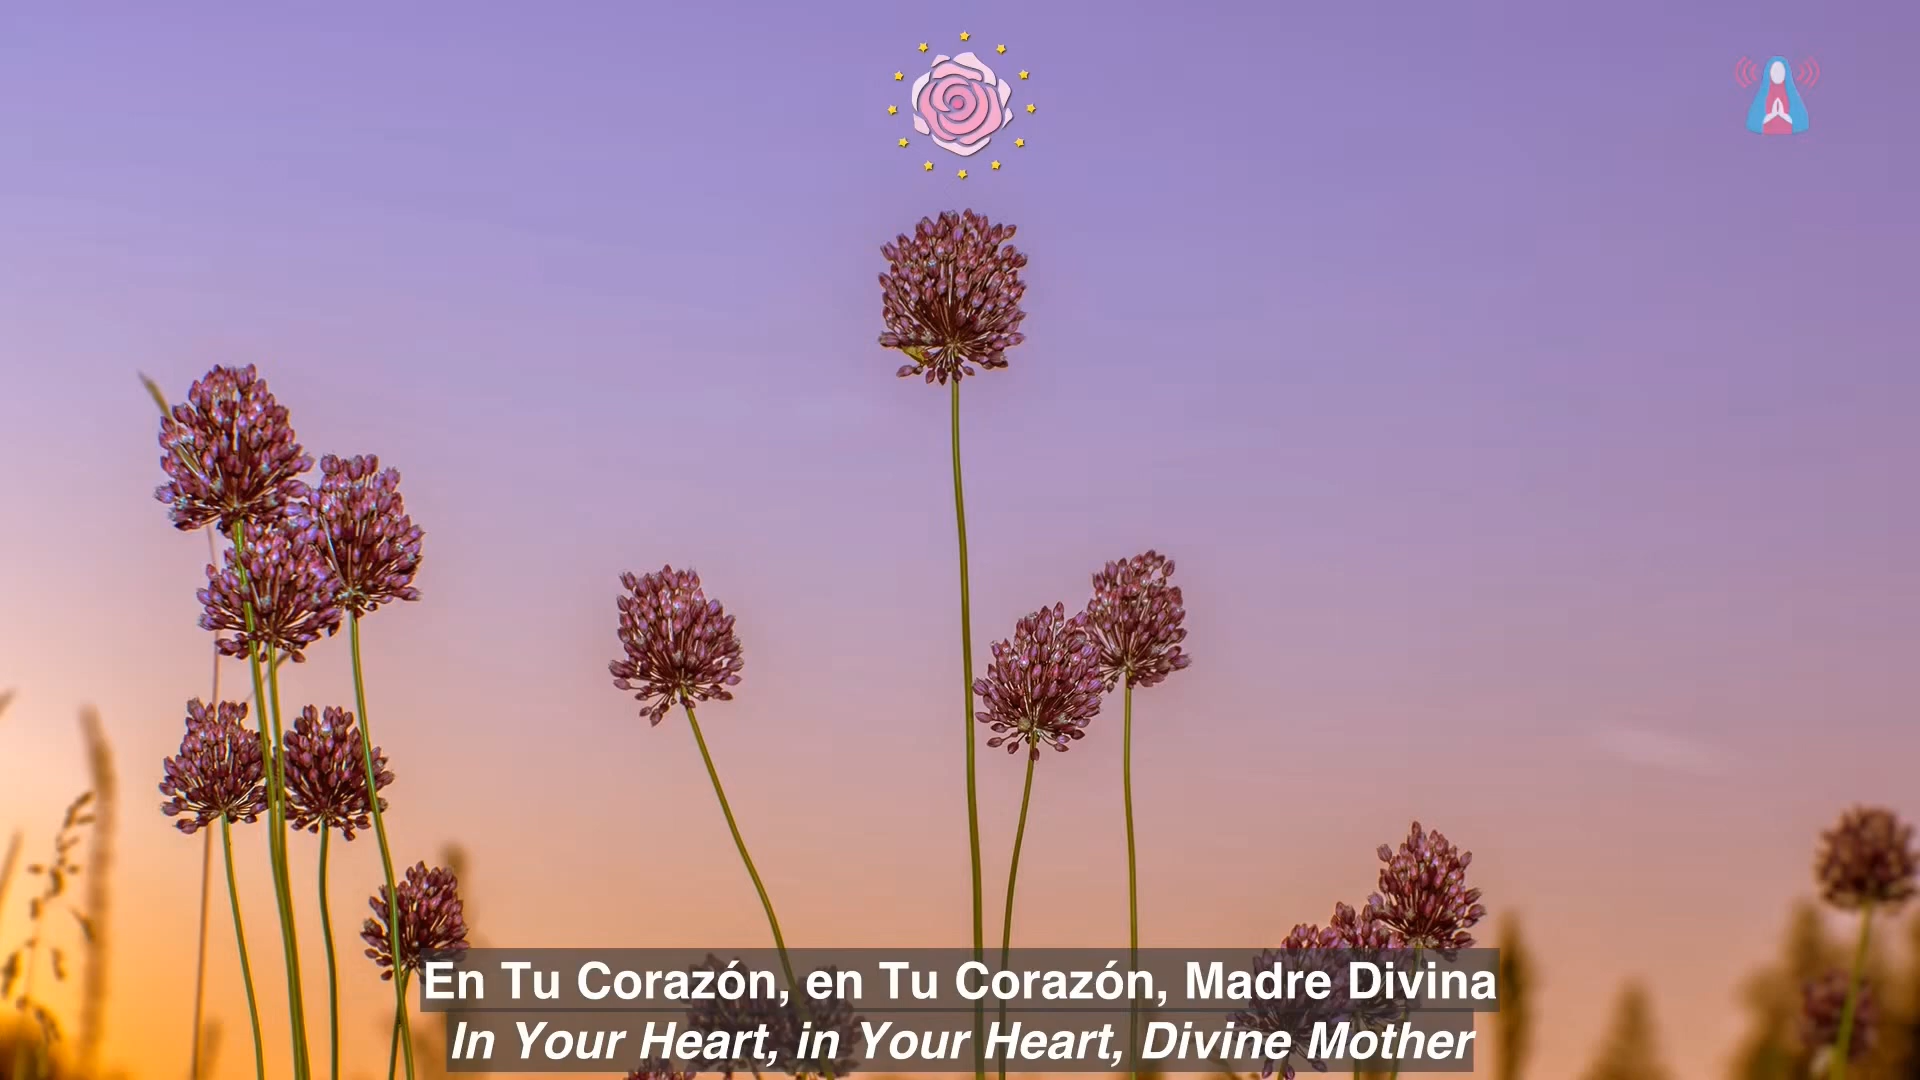 En Tu Corazón, en Tu Corazón, Madre Divina
In Your Heart, in Your Heart, Divine Mother